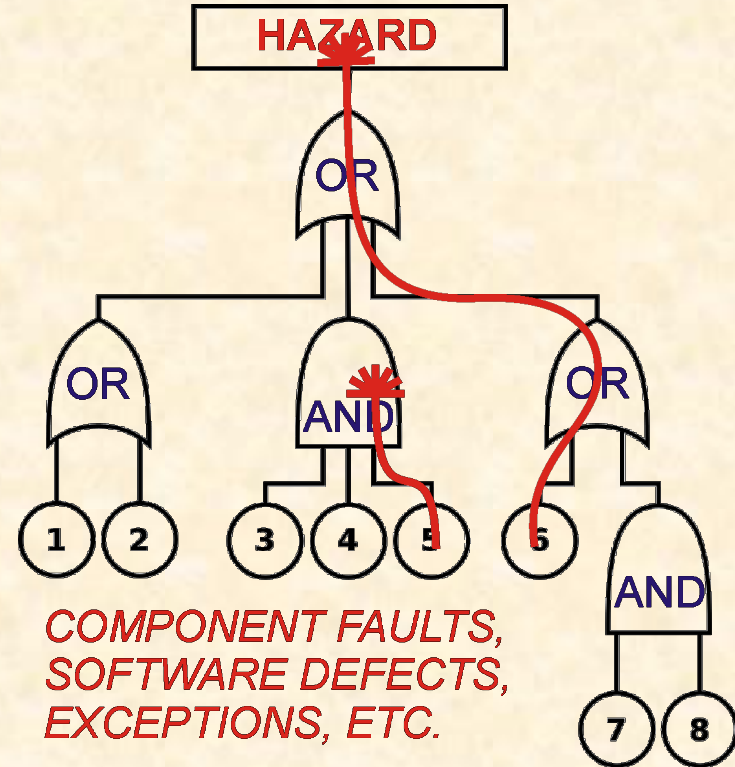 HAZARD
OR
OR
AND
OR
1 2 3 4 5 6
AND
COMPONENT FAULTS,
SOFTWARE DEFECTS,
EXCEPTIONS, ETC.
7 8